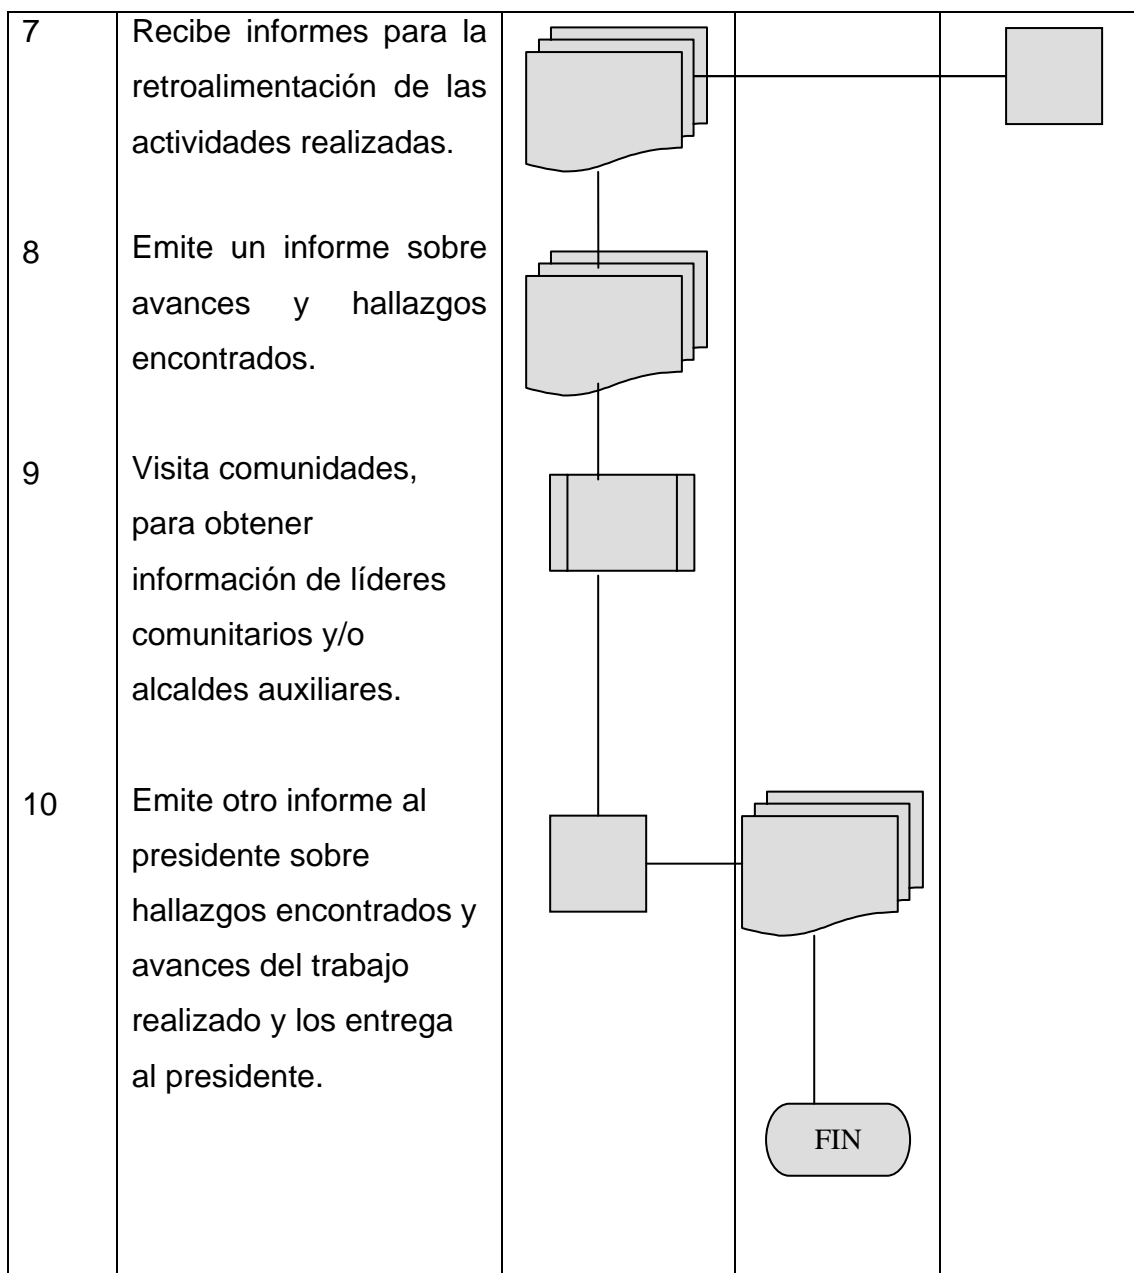 7 Recibe informes para la
retroalimentación de las
actividades realizadas.
8 Emite un informe sobre
avances y hallazgos
encontrados.
9 Visita comunidades,
para obtener
información de líderes
comunitarios y/o
alcaldes auxiliares.
10 Emite otro informe al
presidente sobre
hallazgos encontrados y
avances del trabajo
realizado y los entrega
al presidente.
FIN